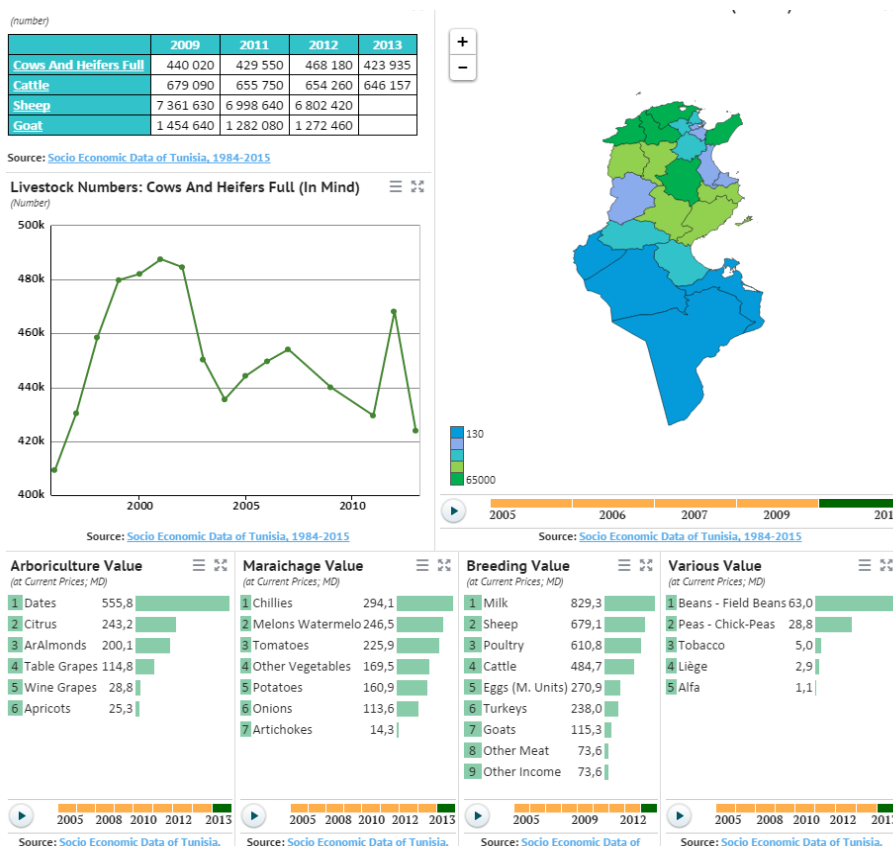 (number)
2009 2011 2012 2013
Cows And Heifers Full 440 020 429 550 468 180 423 935
Cattle 679 090 655 750 654 260 646 157
Sheep 7 361 630 6 998 640 6 802 420
Goat 1 454 640 1 282 080 1 272 460
Source: Socio Economic Data of Tunisia, 1984-2015
Livestock Numbers: Cows And Heifers Full (In Mind)
(Number)
500k
480k
460k
440k
420k
400k
2000 2005 2010
Source: Socio Economic Data of Tunisia, 1984-2015
+
−
130
65000
2005 2006 2007 2009 201
Source: Socio Economic Data of Tunisia, 1984-2015
Arboriculture Value
(at Current Prices; MD)
1 Dates 555,8
2 Citrus 243,2
3 ArAlmonds 200,1
4 Table Grapes 114,8
5 Wine Grapes 28,8
6 Apricots 25,3
2005 2008 2010 2012 2013
Source: Socio Economic Data of Tunisia,
Maraichage Value
(at Current Prices; MD)
1 Chillies 294,1
2 Melons Watermelo 246,5
3 Tomatoes 225,9
4 Other Vegetables 169,5
5 Potatoes 160,9
6 Onions 113,6
7 Artichokes 14,3
2005 2008 2010 2012 2013
Source: Socio Economic Data of Tunisia,
Breeding Value
(at Current Prices; MD)
1 Milk 829,3
2 Sheep 679,1
3 Poultry 610,8
4 Cattle 484,7
5 Eggs (M. Units) 270,9
6 Turkeys 238,0
7 Goats 115,3
8 Other Meat 73,6
9 Other Income 73,6
2005 2009 2012
Source: Socio Economic Data of
Various Value
(at Current Prices; MD)
1 Beans - Field Beans 63,0
2 Peas - Chick-Peas 28,8
3 Tobacco 5,0
4 Liège 2,9
5 Alfa 1,1
2005 2008 2010 2012 201
Source: Socio Economic Data of Tunisia,